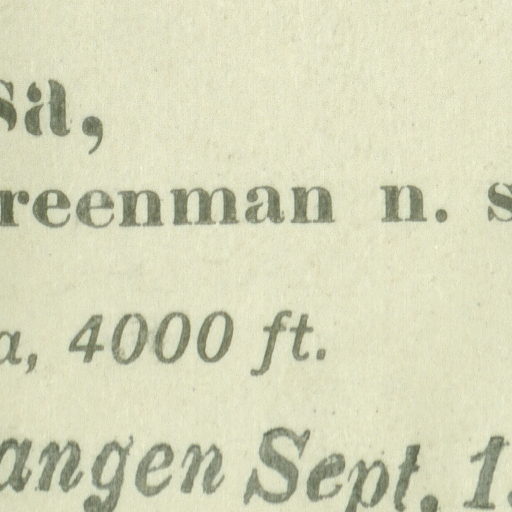 sa,
reenman n. s
a, 4000 ft.
angen Sept. 1